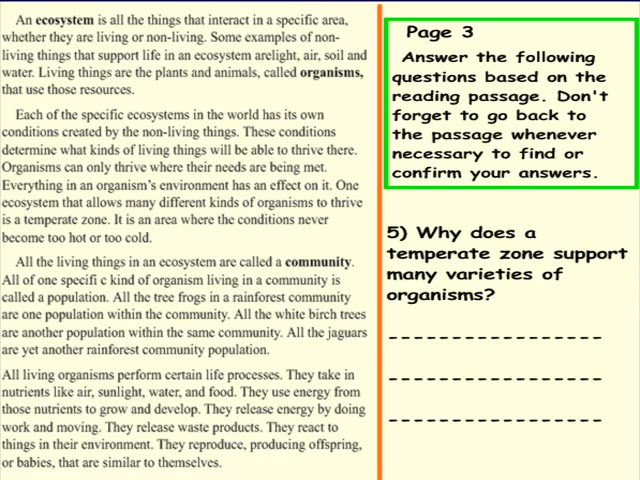 An ecosystem is all the things that interact in a specific area,
whether they are living or non-living. Some examples of non-
living things that support life in an ecosystem arelight, air, soil and
water. Living things are the plants and animals, called organisms,
that use those resources.
Each of the specific ecosystems in the world has its own
conditions created by the non-living things. These conditions
determine what kinds of living things will be able to thrive there.
Organisms can only thrive where their needs are being met.
Everything in an organism's environment has an effect on it. One
ecosystem that allows many different kinds of organisms to thrive
is a temperate zone. It is an area where the conditions never
become too hot or too cold.
All the living things in an ecosystem are called a community.
All of one specifi c kind of organism living in a community is
called a population. All the tree frogs in a rainforest community
are one population within the community. All the white birch trees
are another population within the same community. All the jaguars
are yet another rainforest community population.
All living organisms perform certain life processes. They take in
nutrients like air, sunlight, water, and food. They use energy from
those nutrients to grow and develop. They release energy by doing
work and moving. They release waste products. They react to
things in their environment. They reproduce, producing offspring,
or babies, that are similar to themselves.
Page 3
Answer the following
questions based on the
reading passage. Don't
forget to go back to
the passage whenever
necessary to find or
confirm your answers.
5) Why does a
temperate zone support
many varieties of
organisms?
_ _ _ _ _ _ _ _ _ _ _ _ _ _ _ _ _
_ _ _ _ _ _ _ _ _ _ _ _ _ _ _ _ _
_ _ _ _ _ _ _ _ _ _ _ _ _ _ _ _ _